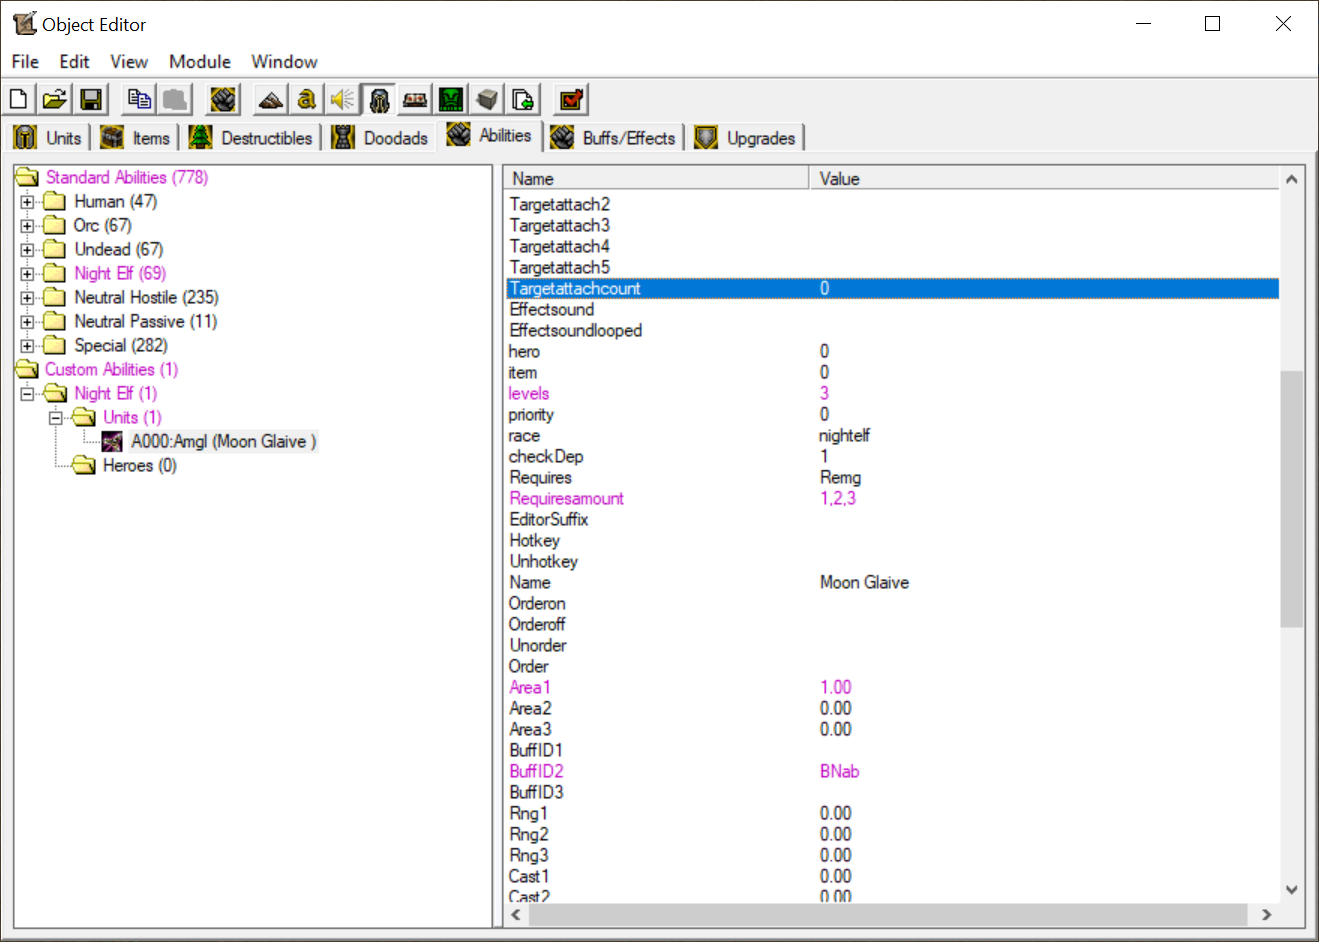 Object Editor
File Edit View Module Window
Units Items Destructibles Doodads Abilities Buffs/Effects Upgrades
Standard Abilities (778)
Human (47)
Orc (67)
Undead (67)
Night Elf (69)
Neutral Hostile (235)
Neutral Passive (11)
Special (282)
Custom Abilities (1)
Night Elf (1)
Units (1)
A000:Amgl (Moon Glaive )
Heroes (0)
Name Value
Targetattach2
Targetattach3
Targetattach4
Targetattach5
Targetattachcount 0
Effectsound
Effectsoundlooped
hero 0
item 0
levels 3
priority 0
race nightelf
checkDep 1
Requires Remg
Requiresamount 1,2,3
EditorSuffix
Hotkey
Unhotkey
Name Moon Glaive
Orderon
Orderoff
Unorder
Order
Area1 1.00
Area2 0.00
Area3 0.00
BuffID1
BuffID2 BNab
BuffID3
Rng1 0.00
Rng2 0.00
Rng3 0.00
Cast1 0.00
Cast2 0.00